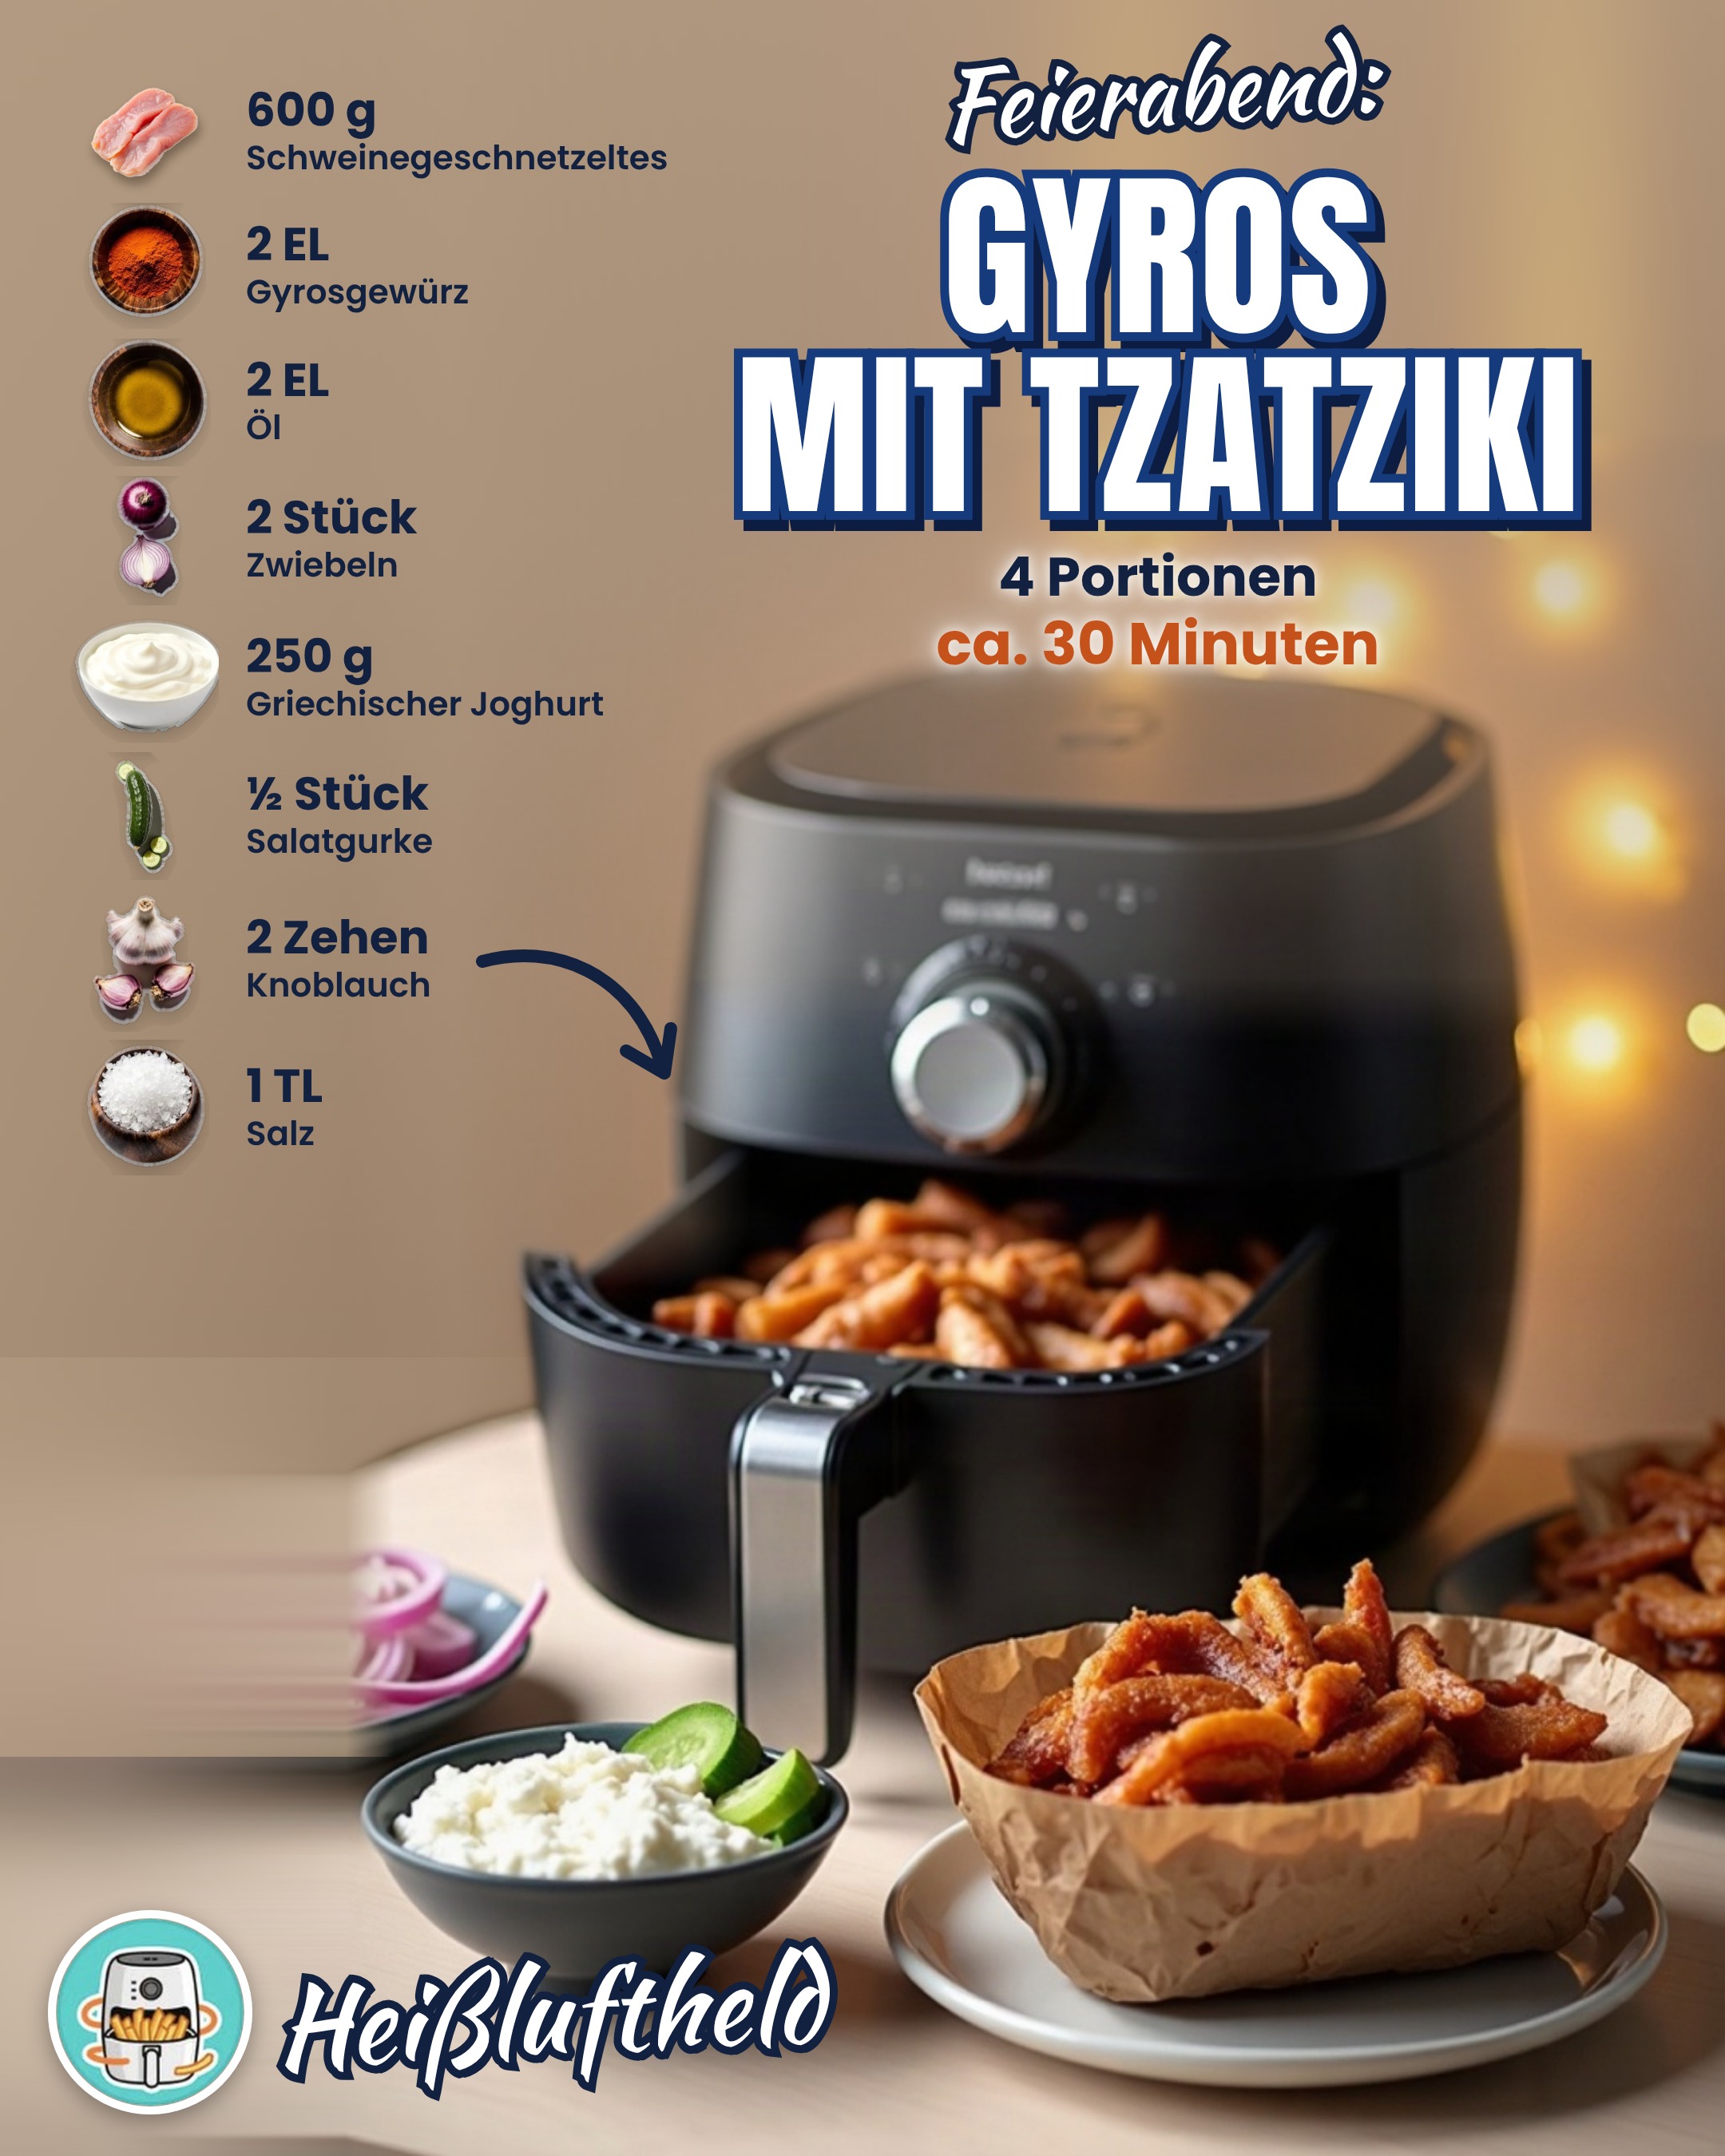 Feierabend:
GYROS
MIT TZATZIKI
4 Portionen
ca. 30 Minuten
600 g
Schweinegeschnetzeltes
2 EL
Gyrosgewürz
2 EL
Öl
2 Stück
Zwiebeln
250 g
Griechischer Joghurt
½ Stück
Salatgurke
2 Zehen
Knoblauch
1 TL
Salz
Heißluftheld